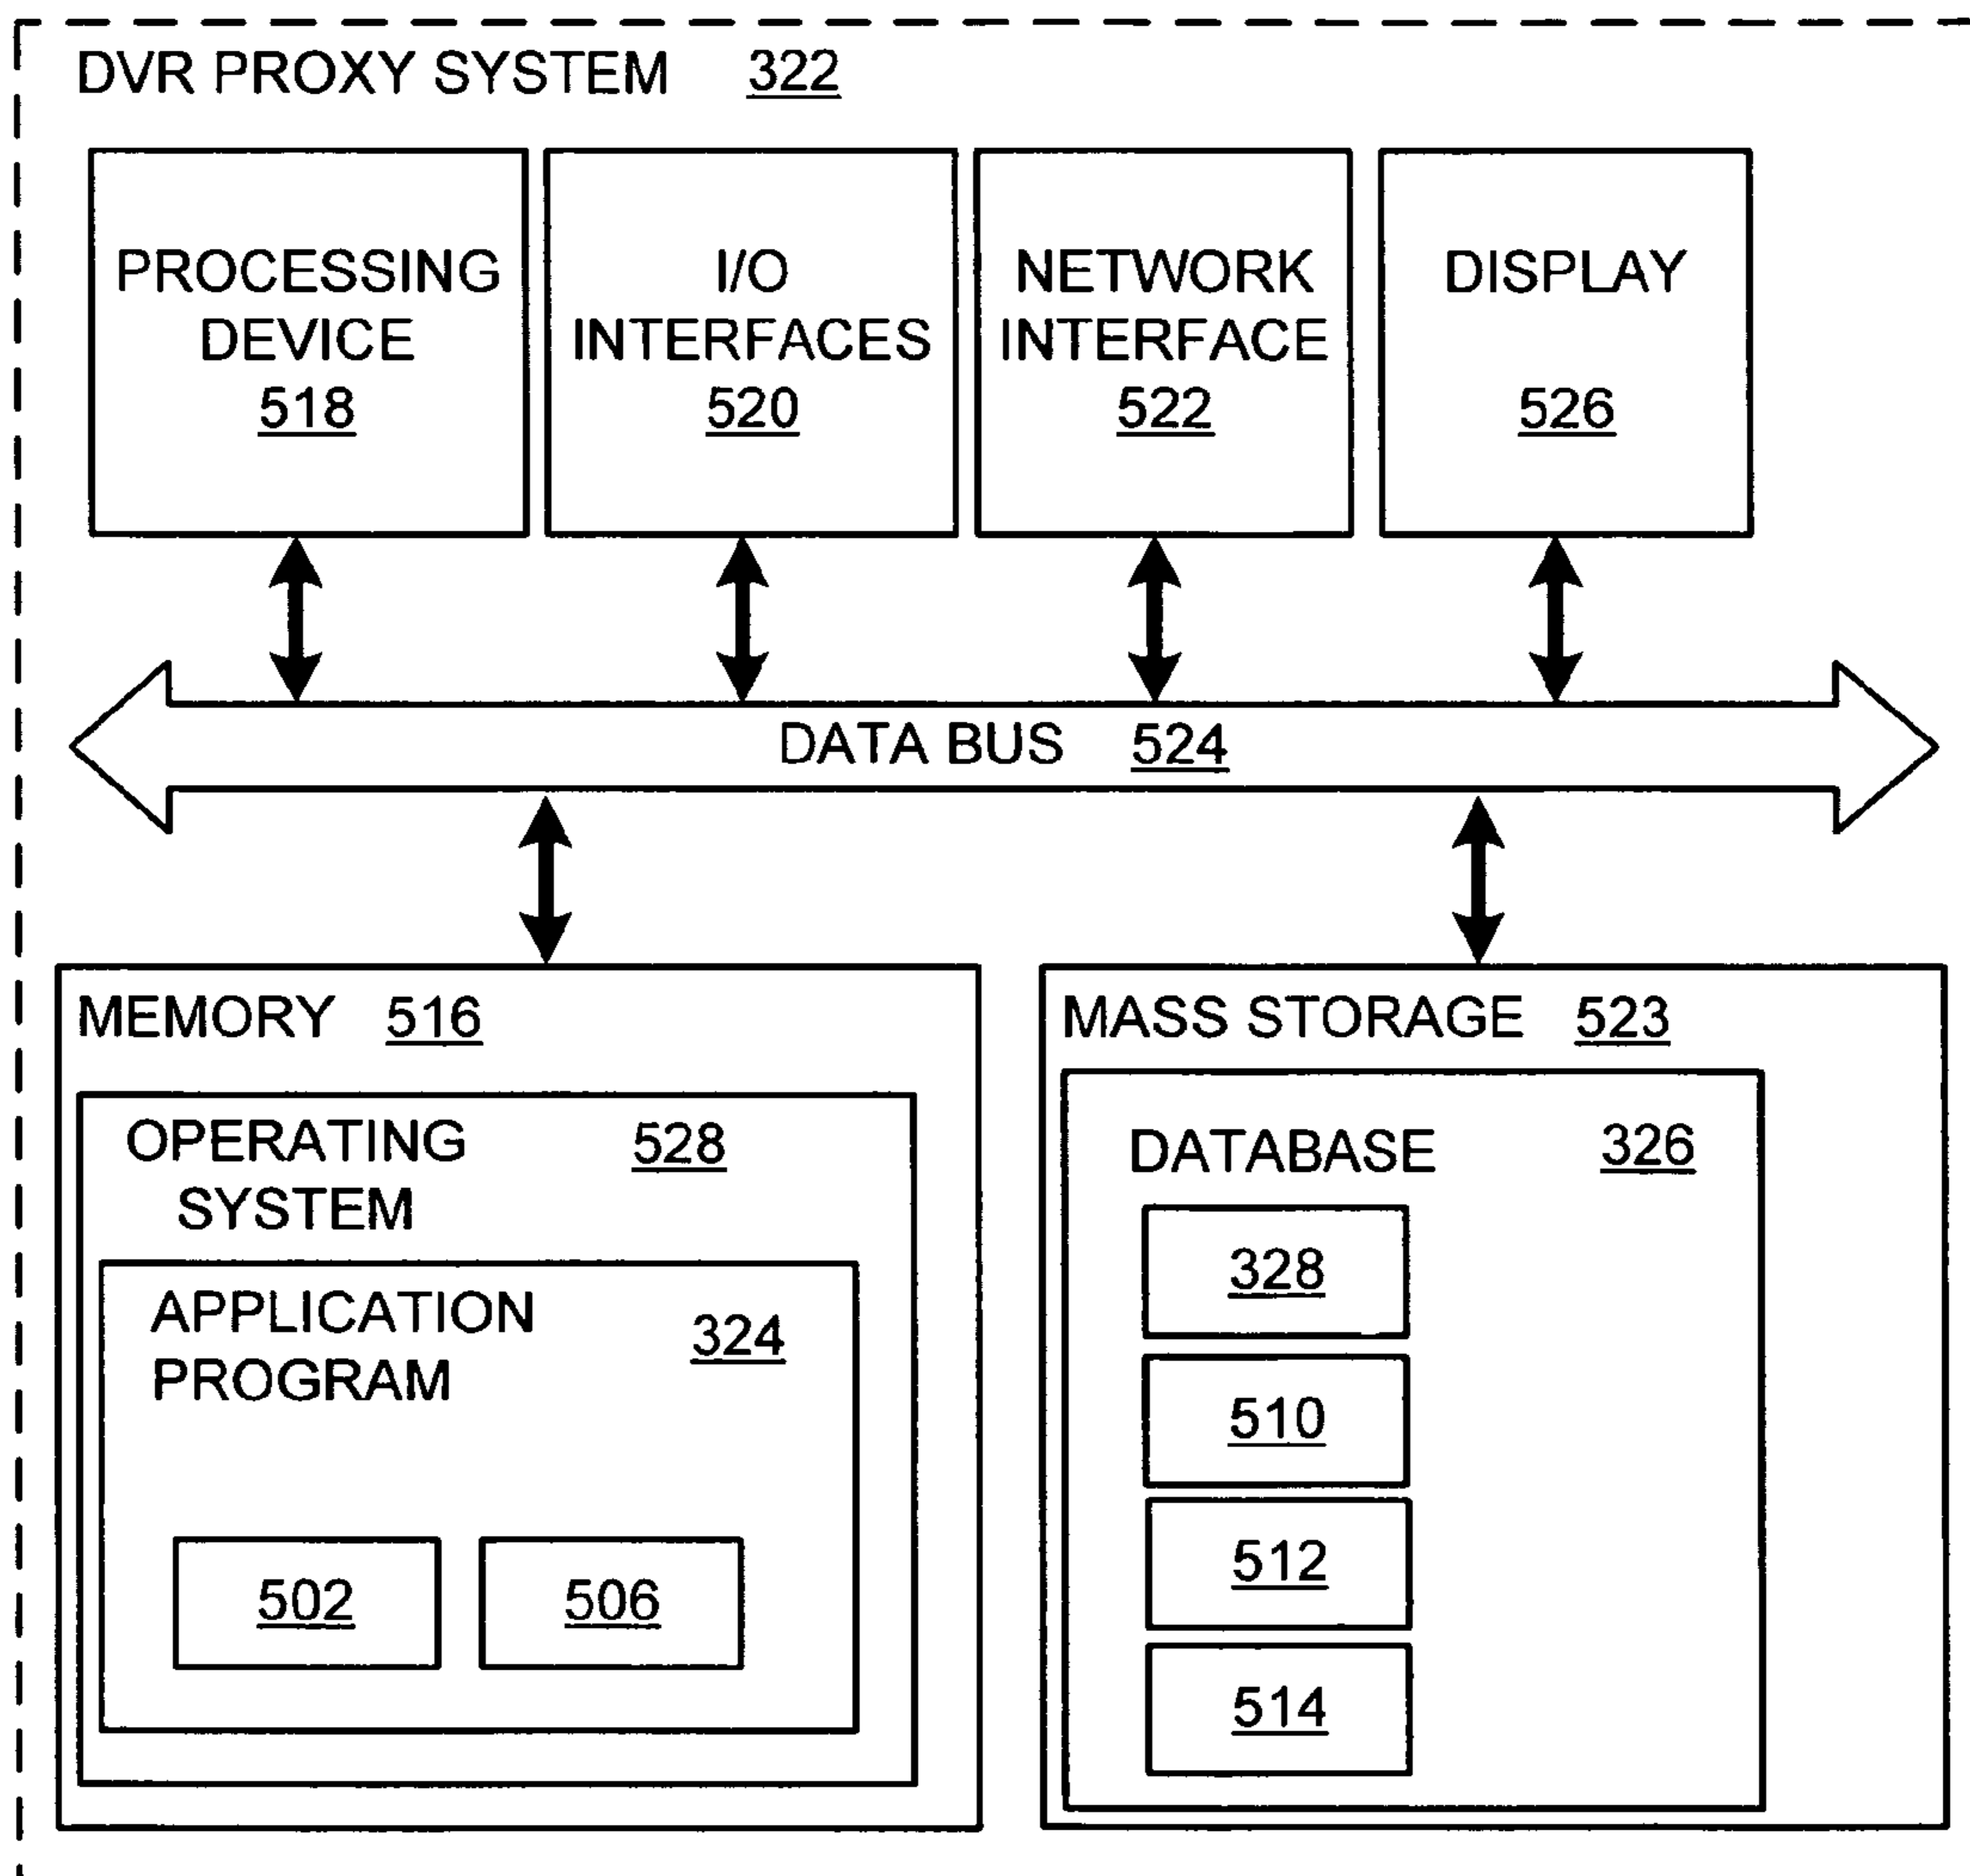 DVR PROXY SYSTEM 322
PROCESSING
DEVICE
518
I/O
INTERFACES
520
NETWORK
INTERFACE
522
DISPLAY
526
DATA BUS 524
MEMORY 516
OPERATING 528
SYSTEM
APPLICATION 324
PROGRAM
502 506
MASS STORAGE 523
DATABASE 326
328
510
512
514